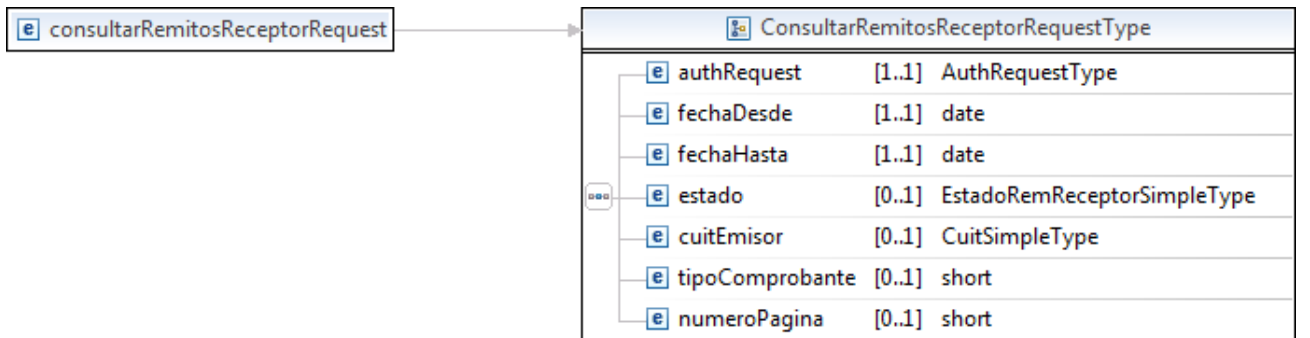 e consultarRemitosReceptorRequest
ConsultarRemitosReceptorRequestType
e authRequest [1..1] AuthRequestType
e fechaDesde [1..1] date
e fechaHasta [1..1] date
e estado [0..1] EstadoRemReceptorSimpleType
e cuitEmisor [0..1] CuitSimpleType
e tipoComprobante [0..1] short
e numeroPagina [0..1] short